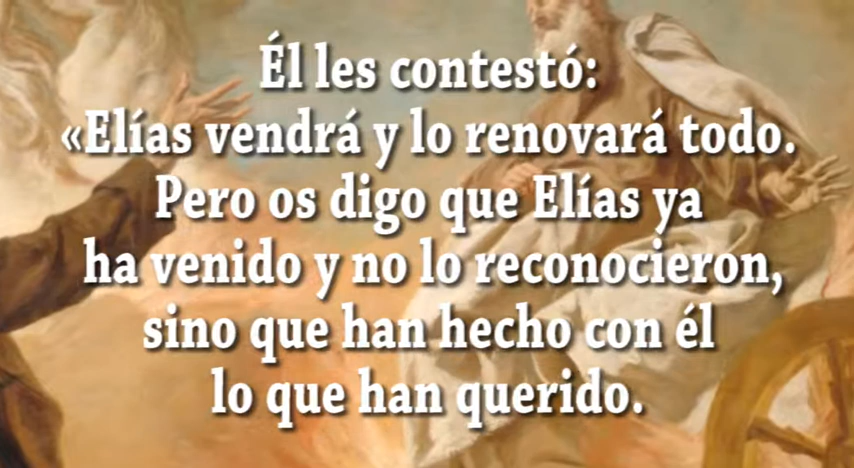 Él les contestó:
«Elías vendrá y lo renovará todo.
Pero os digo que Elías ya
ha venido y no lo reconocieron,
sino que han hecho con él
lo que han querido.